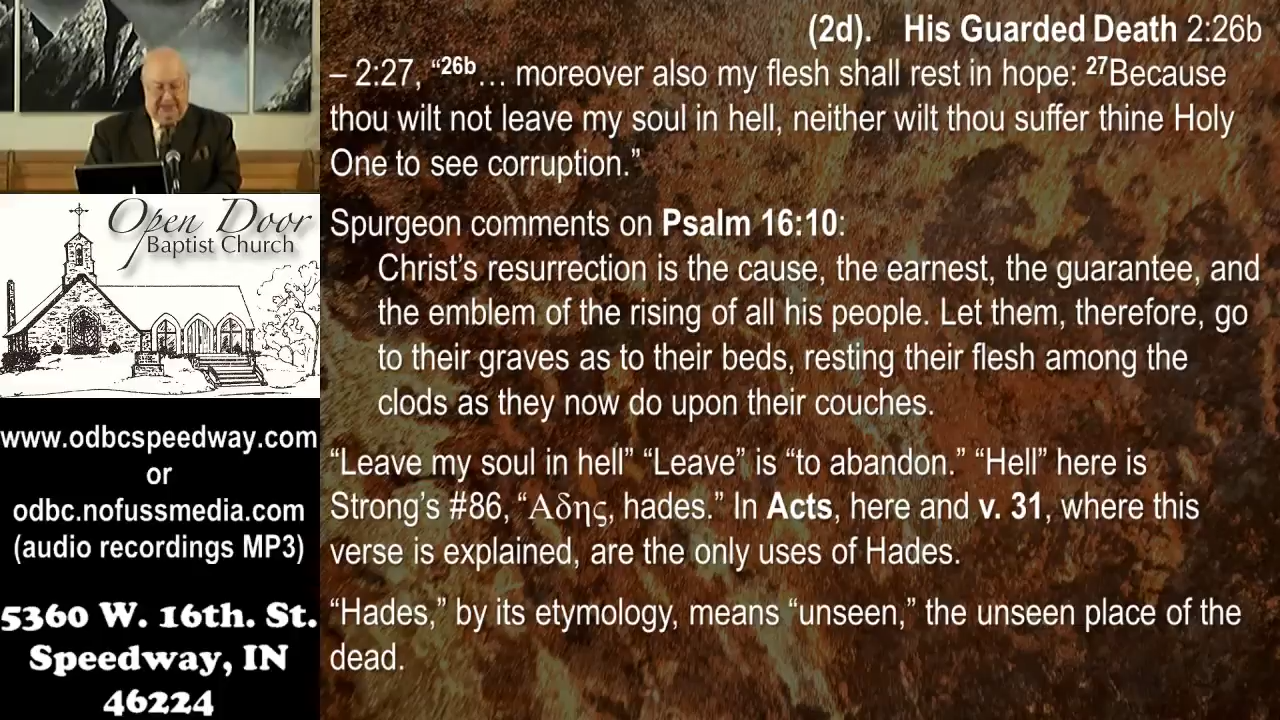 Open Door
Baptist Church
www.odbcspeedway.com
or
odbc.nofussmedia.com
(audio recordings MP3)
5360 W. 16th. St.
Speedway, IN
46224
(2d). His Guarded Death 2:26b
– 2:27, “26b… moreover also my flesh shall rest in hope: 27Because
thou wilt not leave my soul in hell, neither wilt thou suffer thine Holy
One to see corruption.”
Spurgeon comments on Psalm 16:10:
Christ’s resurrection is the cause, the earnest, the guarantee, and
the emblem of the rising of all his people. Let them, therefore, go
to their graves as to their beds, resting their flesh among the
clods as they now do upon their couches.
“Leave my soul in hell” “Leave” is “to abandon.” “Hell” here is
Strong’s #86, “Αδης, hades.” In Acts, here and v. 31, where this
verse is explained, are the only uses of Hades.
“Hades,” by its etymology, means “unseen,” the unseen place of the
dead.